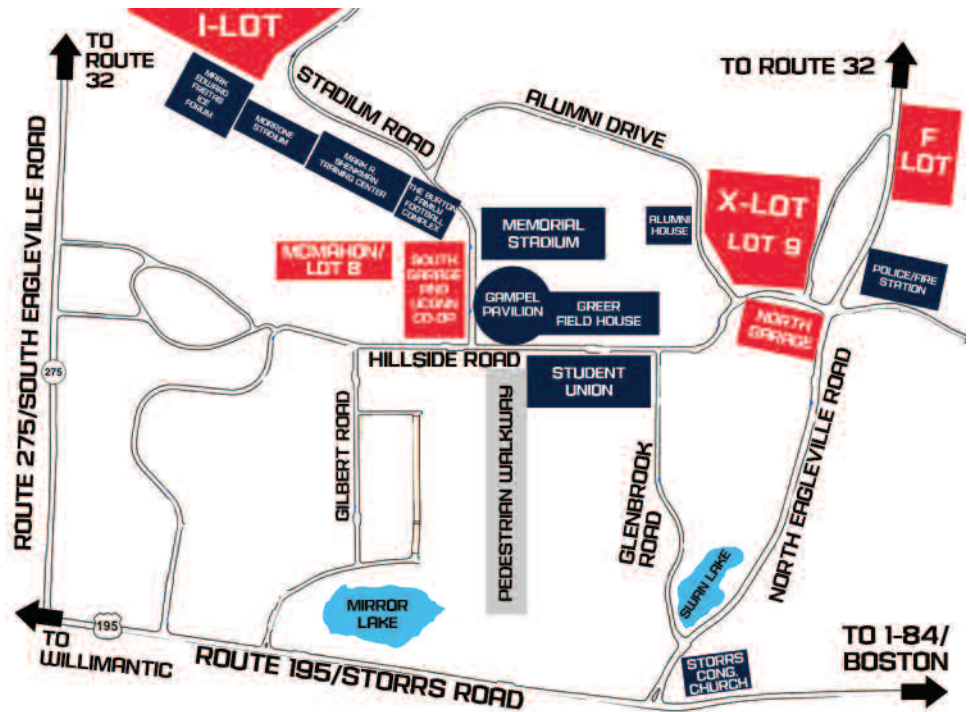 I-LOT
TO
ROUTE
32
TO ROUTE 32
MARK
EDWARD
FREITAS
ICE
FORUM
MORRONE
STADIUM
MARK R.
SHENKMAN
TRAINING CENTER
THE BURTON
FAMILY
FOOTBALL
COMPLEX
STADIUM ROAD
ALUMNI DRIVE
F
LOT
X-LOT
LOT 9
ALUMNI
HOUSE
MEMORIAL
STADIUM
MCMAHON/
LOT B
SOUTH
GARAGE
AND
UCONN
CO-OP
GAMPEL
PAVILION
GREER
FIELD HOUSE
POLICE/FIRE
STATION
NORTH
GARAGE
HILLSIDE ROAD
STUDENT
UNION
ROUTE 275/SOUTH EAGLEVILLE ROAD
275
GILBERT ROAD
PEDESTRIAN WALKWAY
GLENBROOK
ROAD
NORTH EAGLEVILLE ROAD
SWAN LAKE
MIRROR
LAKE
195
TO
WILLIMANTIC
ROUTE 195/STORRS ROAD
STORRS
CONG.
CHURCH
TO 1-84/
BOSTON